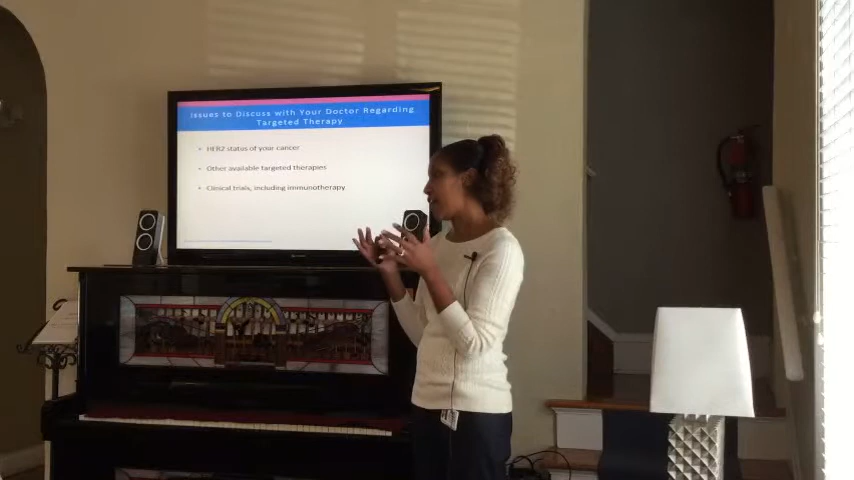 Issues to Discuss with Your Doctor Regarding
Targeted Therapy
• HER2 status of your cancer
• Other available targeted therapies
• Clinical trials, including immunotherapy